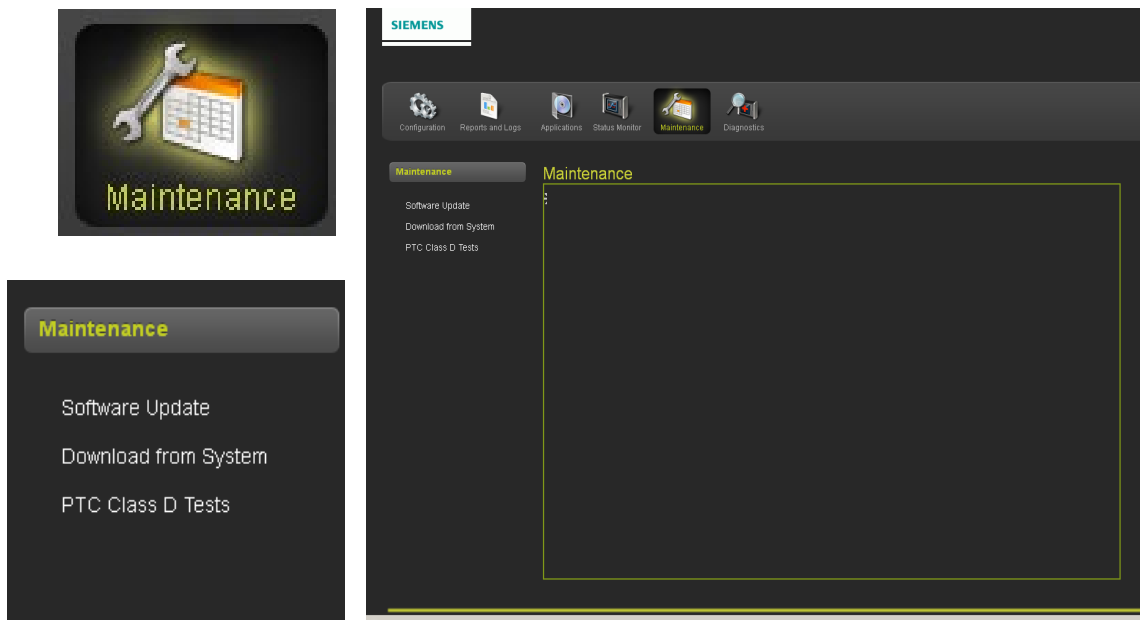 Maintenance
Maintenance
Software Update
Download from System
PTC Class D Tests
SIEMENS
Configuration
Reports and Logs
Applications
Status Monitor
Maintenance
Diagnostics
Maintenance
Software Update
Download from System
PTC Class D Tests
Maintenance